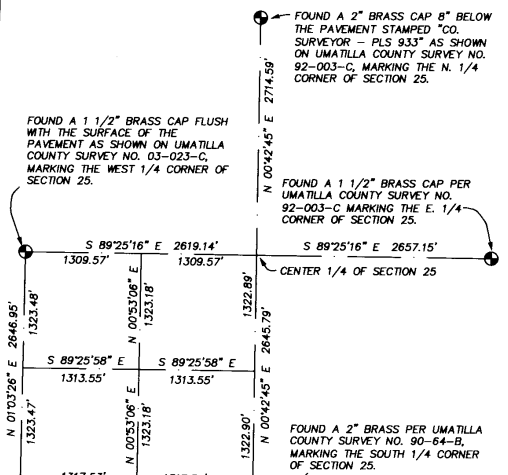 FOUND A 2" BRASS CAP 8" BELOW
THE PAVEMENT STAMPED "CO.
SURVEYOR - PLS 933" AS SHOWN
ON UMATILLA COUNTY SURVEY NO.
92-003-C, MARKING THE N. 1/4
CORNER OF SECTION 25.
N 00°42'45" E 2714.59'
FOUND A 1 1/2" BRASS CAP FLUSH
WITH THE SURFACE OF THE
PAVEMENT AS SHOWN ON UMATILLA
COUNTY SURVEY NO. 03-023-C,
MARKING THE WEST 1/4 CORNER OF
SECTION 25.
FOUND A 1 1/2" BRASS CAP PER
UMATILLA COUNTY SURVEY NO.
92-003-C MARKING THE E. 1/4
CORNER OF SECTION 25.
S 89°25'16" E 2619.14'
S 89°25'16" E 2657.15'
1309.57'
1309.57'
CENTER 1/4 OF SECTION 25
N 01°03'26" E 2646.95'
1323.48'
N 00°53'06" E
1323.18'
1322.89'
N 00°42'45" E 2645.79'
S 89°25'58" E
S 89°25'58" E
1313.55'
1313.55'
1323.47'
N 00°53'06" E
1323.18'
1322.90'
FOUND A 2" BRASS PER UMATILLA
COUNTY SURVEY NO. 90-64-B,
MARKING THE SOUTH 1/4 CORNER
OF SECTION 25.